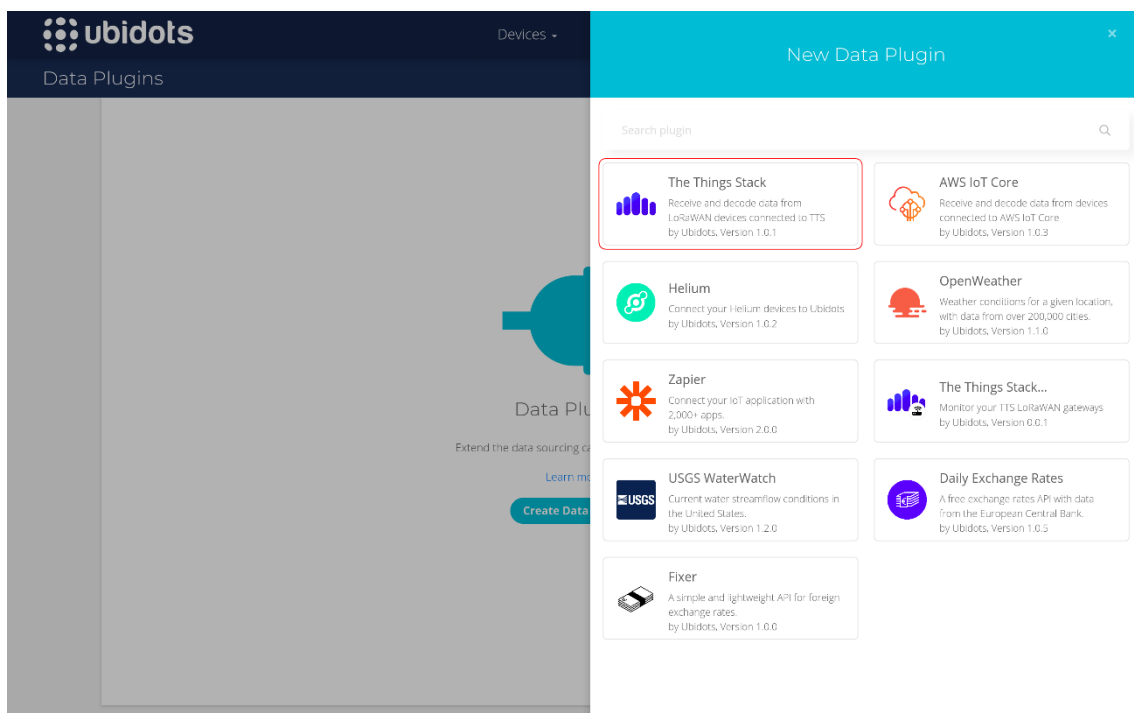 ubidots
Devices
Data Plugins
Data Plu
Extend the data sourcing ca
Learn mo
Create Data
New Data Plugin
×
Search plugin
The Things Stack
Receive and decode data from
LoRaWAN devices connected to TTS
by Ubidots, Version 1.0.1
AWS IoT Core
Receive and decode data from devices
connected to AWS IoT Core
by Ubidots, Version 1.0.3
Helium
Connect your Helium devices to Ubidots
by Ubidots, Version 1.0.2
OpenWeather
Weather conditions for a given location,
with data from over 200,000 cities.
by Ubidots, Version 1.1.0
Zapier
Connect your IoT application with
2,000+ apps.
by Ubidots, Version 2.0.0
The Things Stack...
Monitor your TTS LoRaWAN gateways
by Ubidots, Version 0.0.1
USGS
USGS WaterWatch
Current water streamflow conditions in
the United States.
by Ubidots, Version 1.2.0
Daily Exchange Rates
A free exchange rates API with data
from the European Central Bank.
by Ubidots, Version 1.0.5
Fixer
A simple and lightweight API for foreign
exchange rates.
by Ubidots, Version 1.0.0